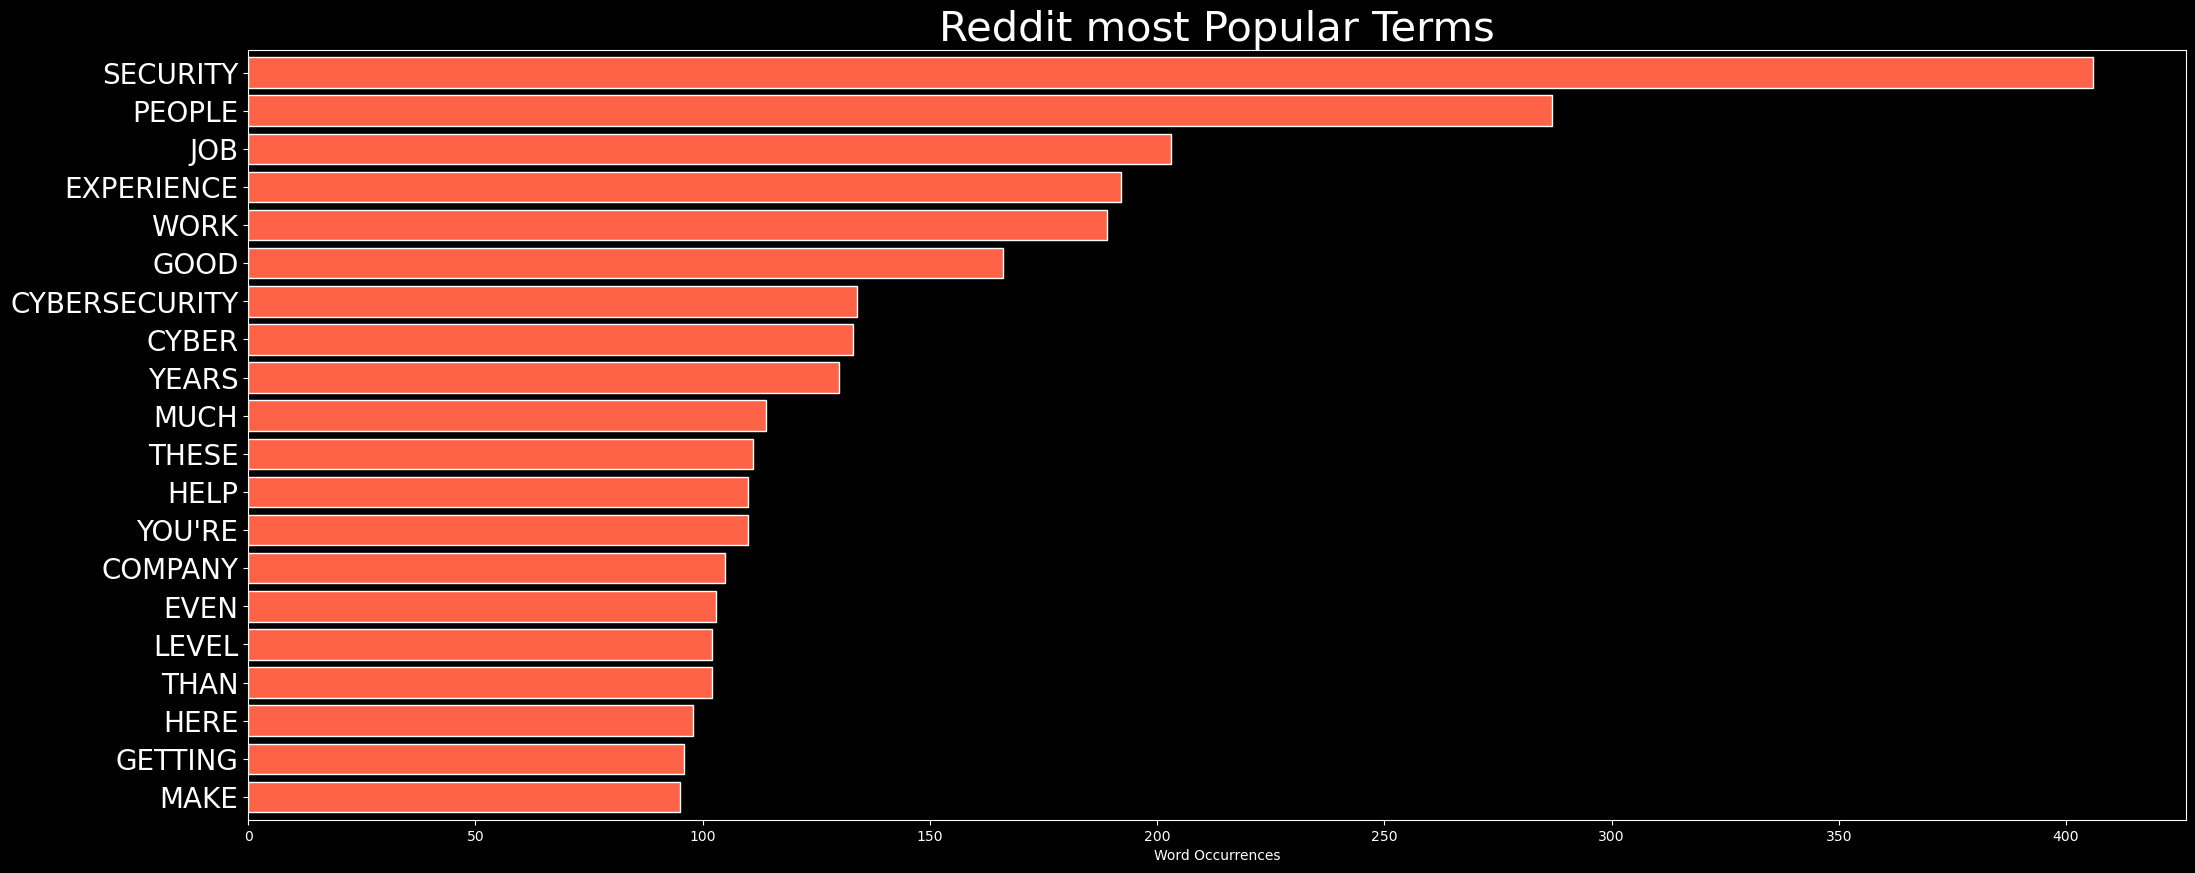 Reddit most Popular Terms
SECURITY
PEOPLE
JOB
EXPERIENCE
WORK
GOOD
CYBERSECURITY
CYBER
YEARS
MUCH
THESE
HELP
YOU'RE
COMPANY
EVEN
LEVEL
THAN
HERE
GETTING
MAKE
0 50 100 150 200 250 300 350 400
Word Occurrences